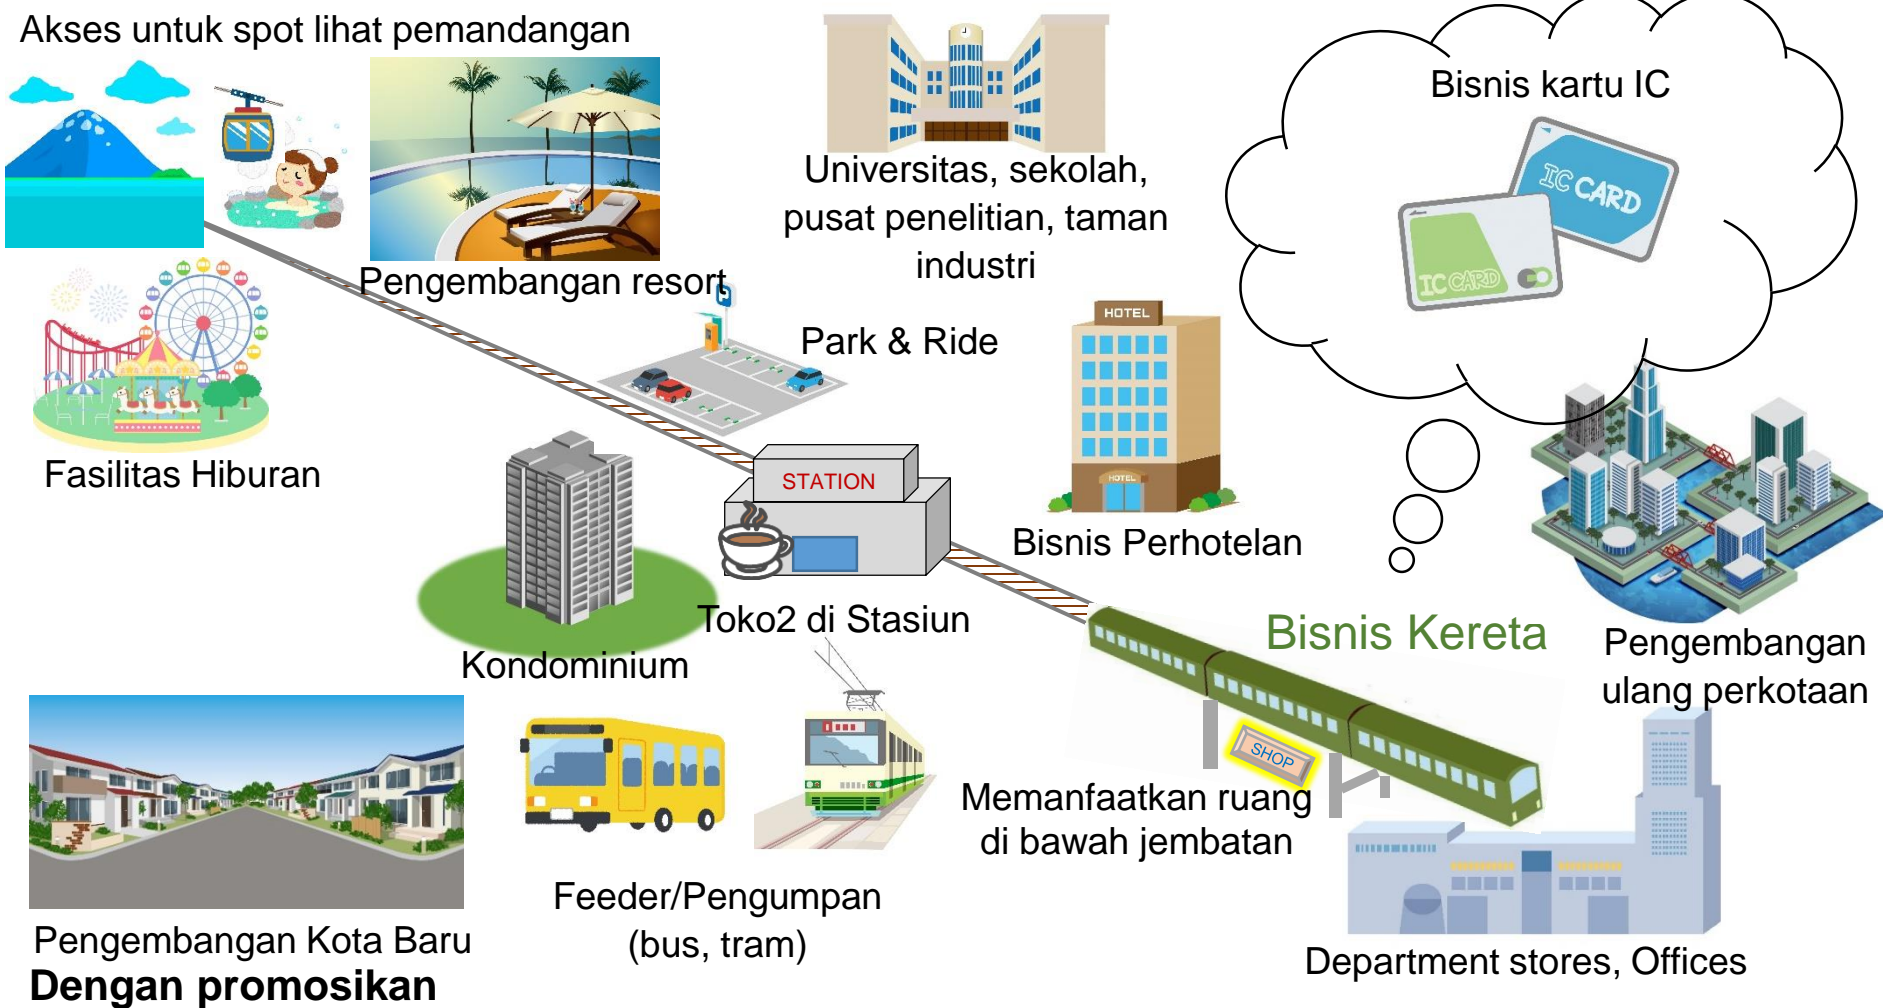 Akses untuk spot lihat pemandangan
Bisnis kartu IC
IC CARD
IC CARD
Universitas, sekolah,
pusat penelitian, taman
industri
Pengembangan resort
P
Park & Ride
HOTEL
HOTEL
Fasilitas Hiburan
STATION
Bisnis Perhotelan
Toko2 di Stasiun
Kondominium
Bisnis Kereta
Pengembangan
ulang perkotaan
SHOP
Memanfaatkan ruang
di bawah jembatan
Feeder/Pengumpan
(bus, tram)
Pengembangan Kota Baru
Department stores, Offices
Dengan promosikan